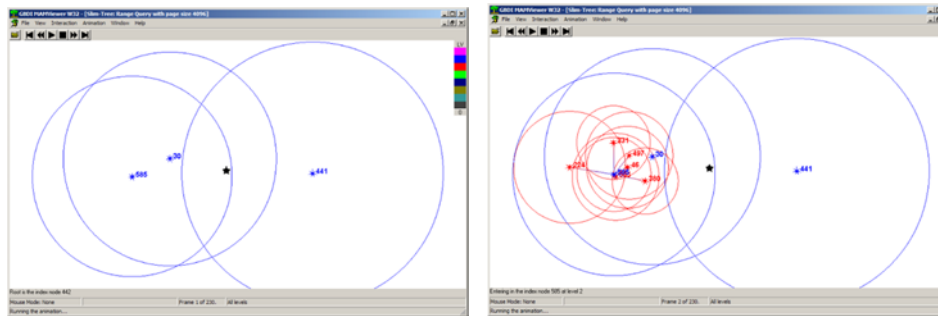 GBDI MAMViewer W32 - [Slim-Tree: Range Query with page size 4096]
File View Interaction Animation Window Help
30
585
441
0
Root is the index node 442
Mouse Mode: None Frame 1 of 230. All levels
Running the animation...
GBDI MAMViewer W32 - [Slim-Tree: Range Query with page size 4096]
File View Interaction Animation Window Help
331
497
30
46
441
Entering in the index node 585 at level 2
Mouse Mode: None Frame 2 of 230. All levels
Running the animation...